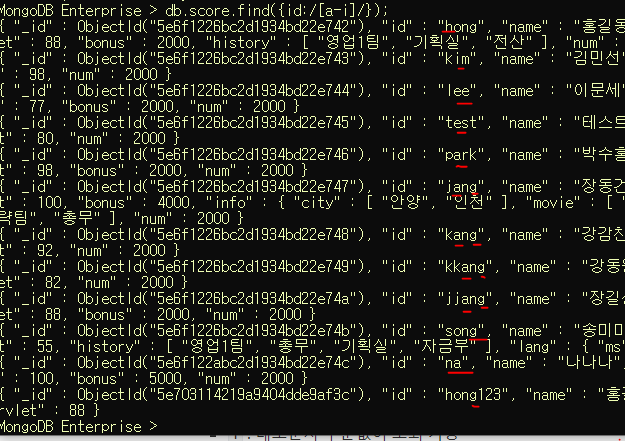 MongoDB Enterprise > db.score.find({id:/[a-i]/});
{ "_id" : ObjectId("5e6f1226bc2d1934bd22e742"), "id" : "hong", "name" : "홍길동
et" : 88, "bonus" : 2000, "history" : [ "영업1팀", "기획실", "전산" ], "num"
{ "_id" : ObjectId("5e6f1226bc2d1934bd22e743"), "id" : "kim", "name" : "김민선"
" : 98, "num" : 2000 }
{ "_id" : ObjectId("5e6f1226bc2d1934bd22e744"), "id" : "lee", "name" : "이문세"
" : 77, "bonus" : 2000, "num" : 2000 }
{ "_id" : ObjectId("5e6f1226bc2d1934bd22e745"), "id" : "test", "name" : "테스트
t" : 80, "num" : 2000 }
{ "_id" : ObjectId("5e6f1226bc2d1934bd22e746"), "id" : "park", "name" : "박수홍
t" : 98, "bonus" : 2000, "num" : 2000 }
{ "_id" : ObjectId("5e6f1226bc2d1934bd22e747"), "id" : "jang", "name" : "장동건
t" : 100, "bonus" : 4000, "info" : { "city" : [ "안양", "인천" ], "movie" : [ "
략팀", "총무" ], "num" : 2000 }
{ "_id" : ObjectId("5e6f1226bc2d1934bd22e748"), "id" : "kang", "name" : "강감찬
t" : 92, "num" : 2000 }
{ "_id" : ObjectId("5e6f1226bc2d1934bd22e749"), "id" : "kkang", "name" : "강동원
let" : 82, "num" : 2000 }
{ "_id" : ObjectId("5e6f1226bc2d1934bd22e74a"), "id" : "jjang", "name" : "장길산
let" : 88, "bonus" : 2000, "num" : 2000 }
{ "_id" : ObjectId("5e6f1226bc2d1934bd22e74b"), "id" : "song", "name" : "송미미
t" : 55, "history" : [ "영업1팀", "총무", "기획실", "자금부" ], "lang" : { "ms"
{ "_id" : ObjectId("5e6f122abc2d1934bd22e74c"), "id" : "na", "name" : "나나나",
: 100, "bonus" : 5000, "num" : 2000 }
{ "_id" : ObjectId("5e703114219a9404dde9af3c"), "id" : "hong123", "name" : "홍길
rvlet" : 88 }
MongoDB Enterprise >